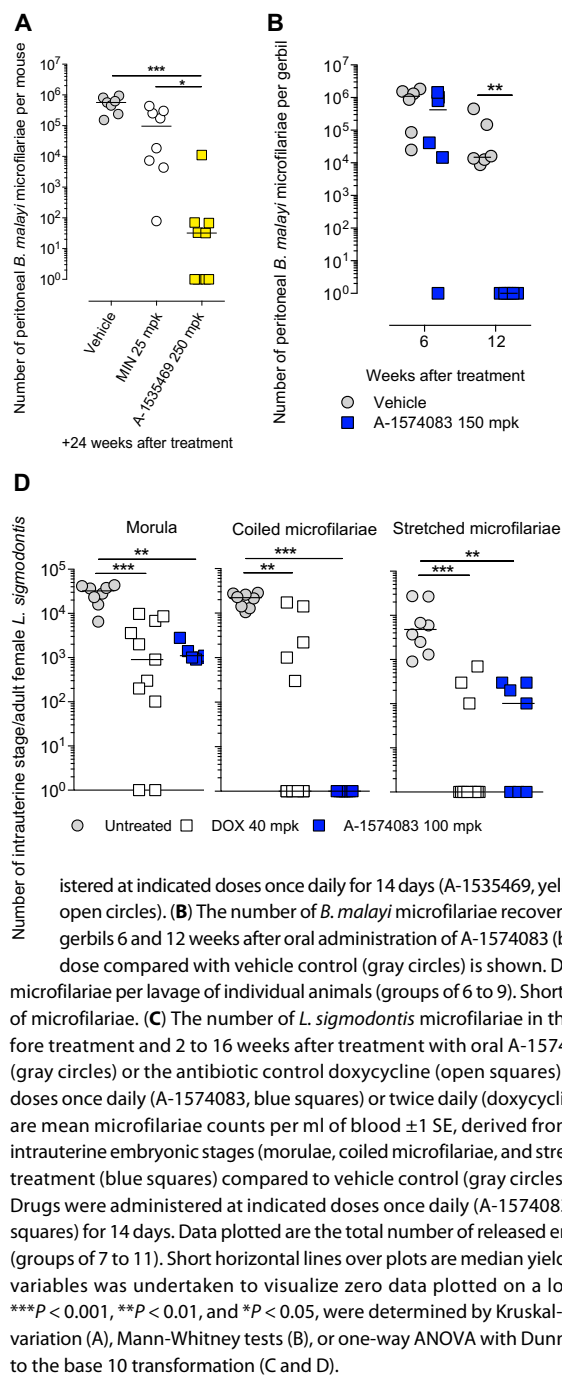 A
Number of peritoneal B. malayi microfilariae per mouse
10⁷
10⁶
10⁵
10⁴
10³
10²
10¹
10⁰
***
*
Vehicle
MIN 25 mpk
A-1535469 250 mpk
+24 weeks after treatment
B
Number of peritoneal B. malayi microfilariae per gerbil
10⁷
10⁶
10⁵
10⁴
10³
10²
10¹
10⁰
**
6
12
Weeks after treatment
Vehicle
A-1574083 150 mpk
D
Number of intrauterine stage/adult female L. sigmodontis
Morula
Coiled microfilariae
Stretched microfilariae
10⁵
10⁴
10³
10²
10¹
10⁰
**
***
***
**
**
***
Untreated
DOX 40 mpk
A-1574083 100 mpk
istered at indicated doses once daily for 14 days (A-1535469, yel
open circles). (B) The number of B. malayi microfilariae recover
gerbils 6 and 12 weeks after oral administration of A-1574083 (b
dose compared with vehicle control (gray circles) is shown. D
microfilariae per lavage of individual animals (groups of 6 to 9). Short
of microfilariae. (C) The number of L. sigmodontis microfilariae in th
fore treatment and 2 to 16 weeks after treatment with oral A-1574
(gray circles) or the antibiotic control doxycycline (open squares)
doses once daily (A-1574083, blue squares) or twice daily (doxycycli
are mean microfilariae counts per ml of blood ±1 SE, derived from
intrauterine embryonic stages (morulae, coiled microfilariae, and stre
treatment (blue squares) compared to vehicle control (gray circles
Drugs were administered at indicated doses once daily (A-157408
squares) for 14 days. Data plotted are the total number of released er
(groups of 7 to 11). Short horizontal lines over plots are median yield
variables was undertaken to visualize zero data plotted on a lo
***P < 0.001, **P < 0.01, and *P < 0.05, were determined by Kruskal-
variation (A), Mann-Whitney tests (B), or one-way ANOVA with Dunn
to the base 10 transformation (C and D).